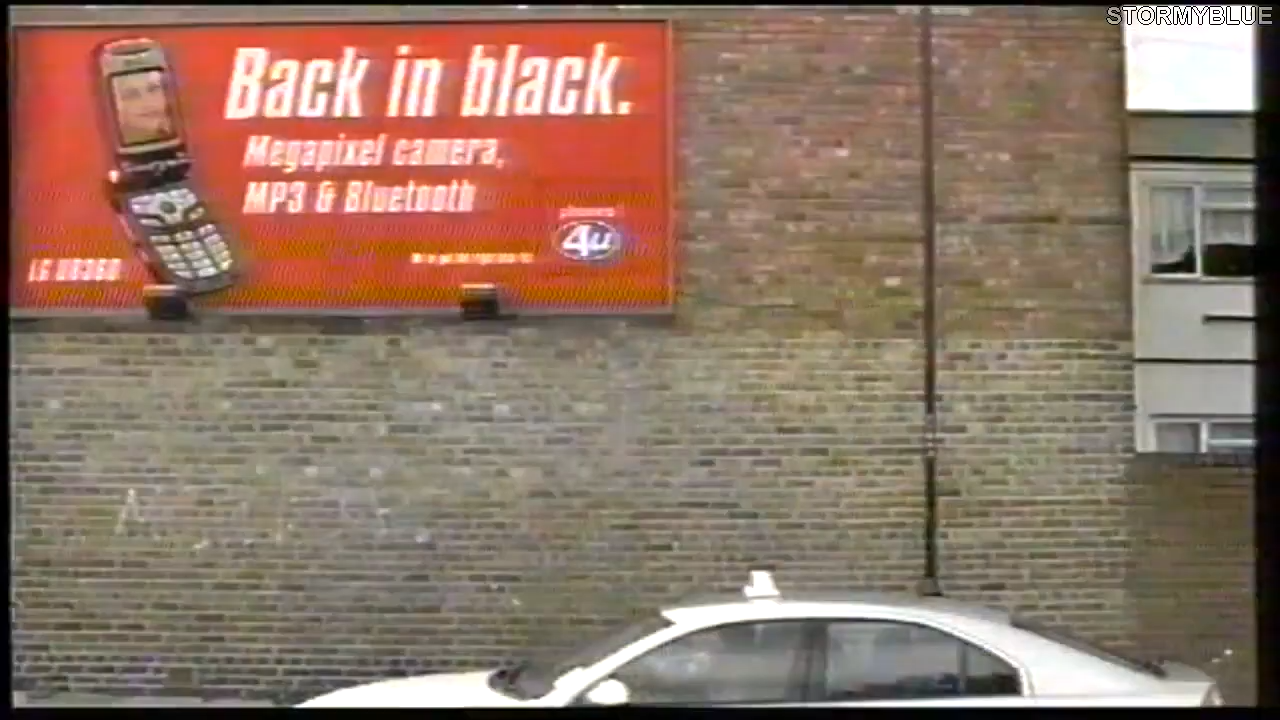 STORMYBLUE
Back in black.
Megapixel camera,
MP3 & Bluetooth
4u
LG U8360